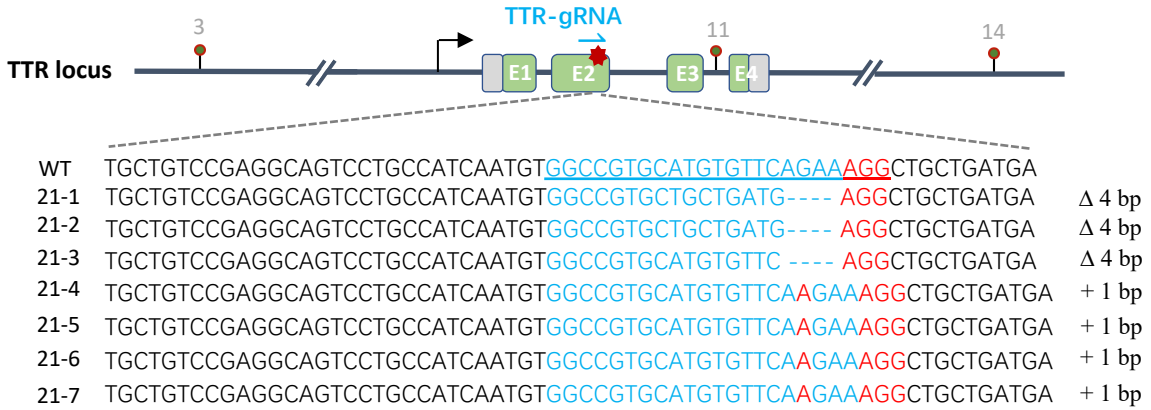 TTR-gRNA
3 11 14
TTR locus E1 E2 E3 E4
WT TGCTGTCCGAGGCAGTCCTGCCATCAATGTGGCCGTGCATGTGTTCAGAAAGGCTGCTGATGA
21-1 TGCTGTCCGAGGCAGTCCTGCCATCAATGTGGCCGTGCTGCTGATG---- AGGCTGCTGATGA Δ 4 bp
21-2 TGCTGTCCGAGGCAGTCCTGCCATCAATGTGGCCGTGCTGCTGATG---- AGGCTGCTGATGA Δ 4 bp
21-3 TGCTGTCCGAGGCAGTCCTGCCATCAATGTGGCCGTGCATGTGTTC ---- AGGCTGCTGATGA Δ 4 bp
21-4 TGCTGTCCGAGGCAGTCCTGCCATCAATGTGGCCGTGCATGTGTTCAAGAAAGGCTGCTGATGA + 1 bp
21-5 TGCTGTCCGAGGCAGTCCTGCCATCAATGTGGCCGTGCATGTGTTCAAGAAAGGCTGCTGATGA + 1 bp
21-6 TGCTGTCCGAGGCAGTCCTGCCATCAATGTGGCCGTGCATGTGTTCAAGAAAGGCTGCTGATGA + 1 bp
21-7 TGCTGTCCGAGGCAGTCCTGCCATCAATGTGGCCGTGCATGTGTTCAAGAAAGGCTGCTGATGA + 1 bp